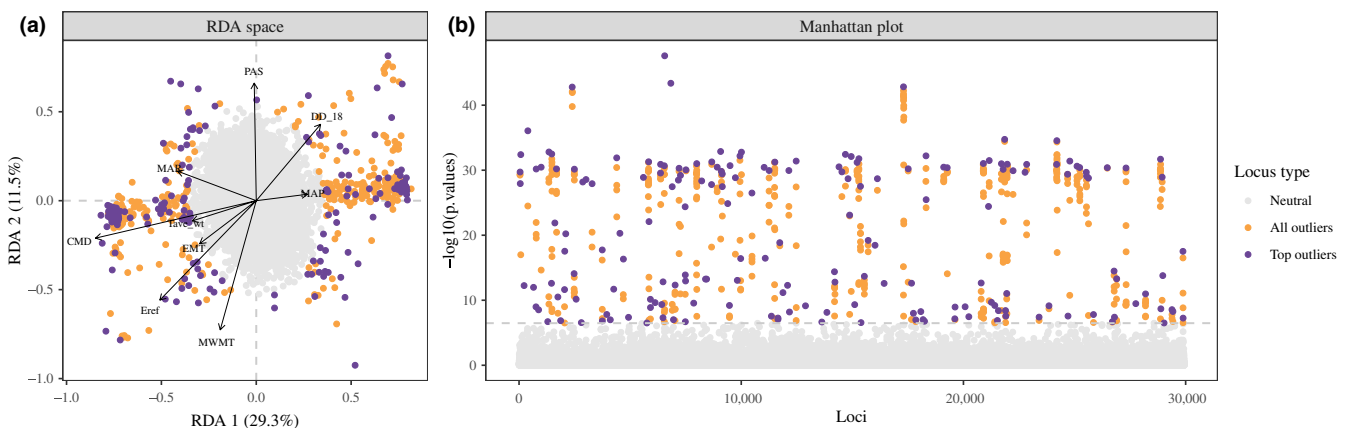 (a)
RDA space
PAS
DD_18
MAR
MAP
CMD
EMT
Eref
MWMT
0.5
0.0
−0.5
−1.0
−1.0
−0.5
0.0
0.5
RDA 2 (11.5%)
RDA 1 (29.3%)
(b)
Manhattan plot
40
30
20
10
0
0
10,000
20,000
30,000
−log10(p.values)
Loci
Locus type
Neutral
All outliers
Top outliers